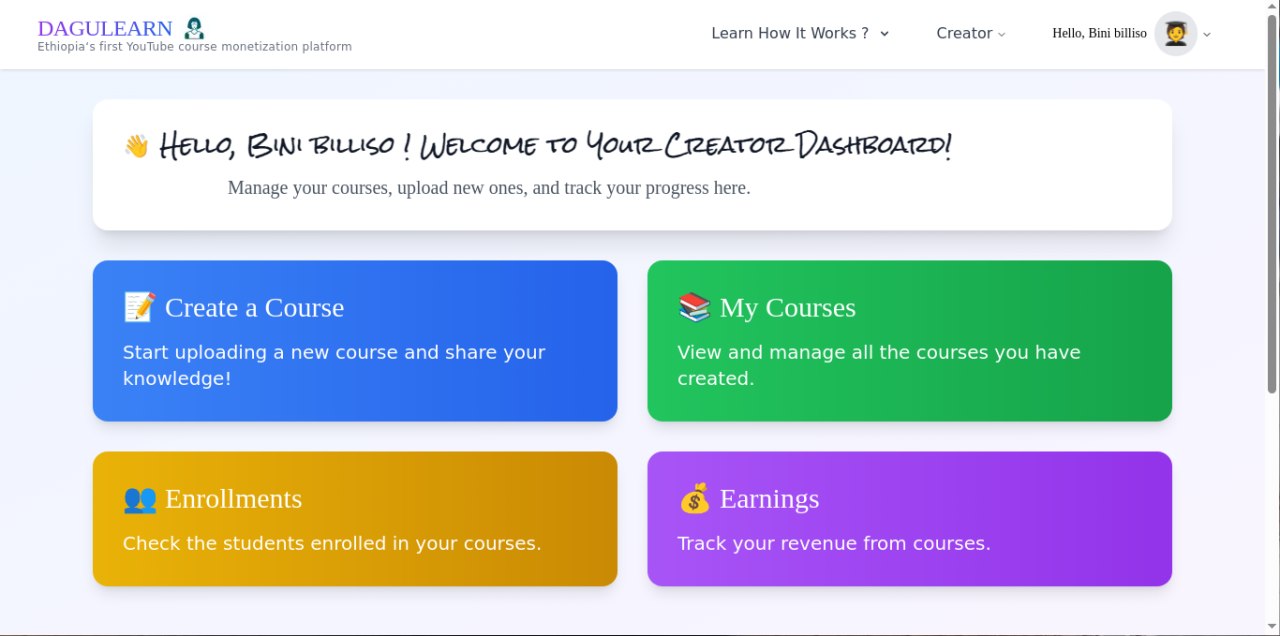 DAGULEARN
Ethiopia's first YouTube course monetization platform
Learn How It Works ?
Creator
Hello, Bini billiso
Hello, Bini billiso ! Welcome to Your Creator Dashboard!
Manage your courses, upload new ones, and track your progress here.
Create a Course
Start uploading a new course and share your
knowledge!
My Courses
View and manage all the courses you have
created.
Enrollments
Check the students enrolled in your courses.
Earnings
Track your revenue from courses.